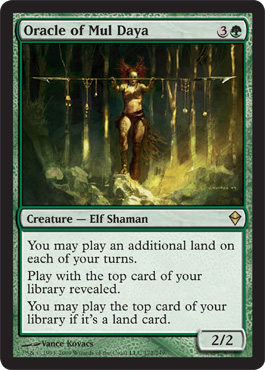 Oracle of Mul Daya 3
Creature — Elf Shaman
You may play an additional land on
each of your turns.
Play with the top card of your
library revealed.
You may play the top card of your
library if it's a land card.
Vance Kovacs
2/2